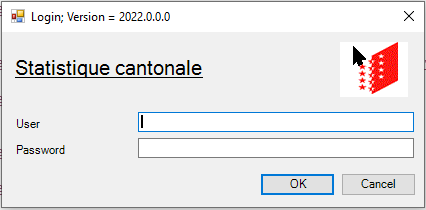 Login; Version = 2022.0.0.0
Statistique cantonale
User
Password
OK Cancel